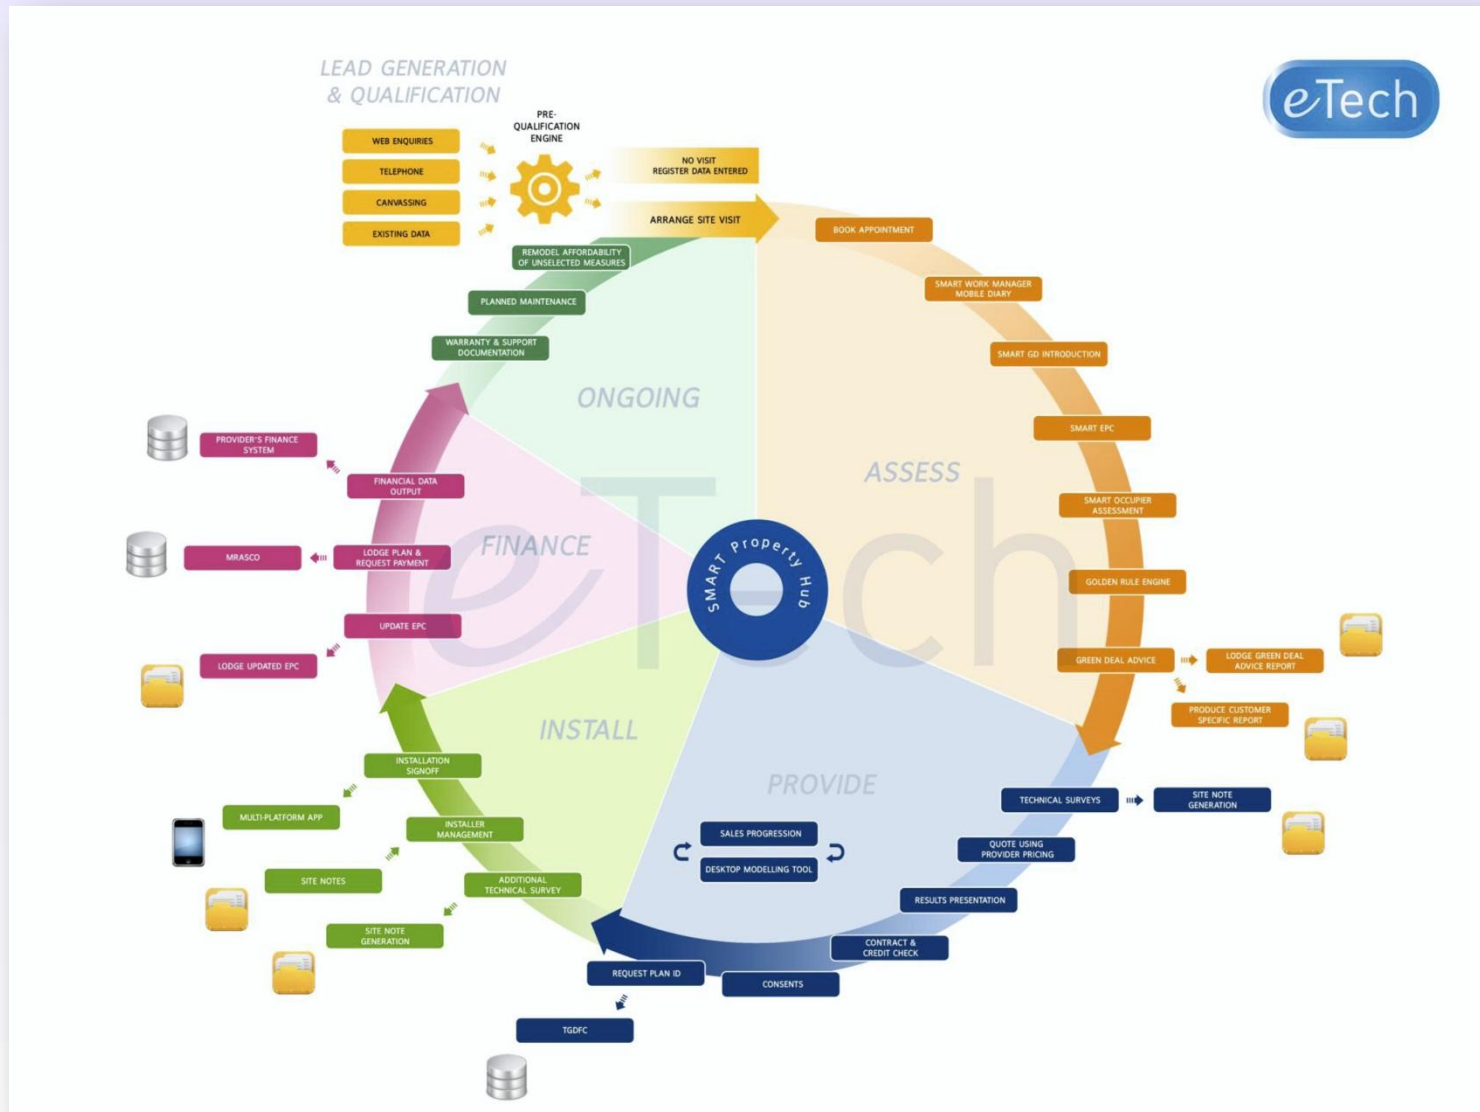 LEAD GENERATION
& QUALIFICATION
eTech
PRE-
QUALIFICATION
ENGINE
WEB ENQUIRIES
TELEPHONE
CANVASSING
EXISTING DATA
NO VISIT
REGISTER DATA ENTERED
ARRANGE SITE VISIT
BOOK APPOINTMENT
SMART WORK MANAGER
MOBILE DIARY
SMART GD INTRODUCTION
SMART EPC
SMART OCCUPIER
ASSESSMENT
GOLDEN RULE ENGINE
GREEN DEAL ADVICE
LODGE GREEN DEAL
ADVICE REPORT
PRODUCE CUSTOMER
SPECIFIC REPORT
ASSESS
TECHNICAL SURVEYS
SITE NOTE
GENERATION
QUOTE USING
PROVIDER PRICING
RESULTS PRESENTATION
CONTRACT &
CREDIT CHECK
CONSENTS
REQUEST PLAN ID
TGDFC
PROVIDE
SALES PROGRESSION
DESKTOP MODELLING TOOL
INSTALL
ADDITIONAL
TECHNICAL SURVEY
SITE NOTE
GENERATION
INSTALLER
MANAGEMENT
SITE NOTES
INSTALLATION
SIGNOFF
MULTI-PLATFORM APP
FINANCE
UPDATE EPC
LODGE UPDATED EPC
LODGE PLAN &
REQUEST PAYMENT
MRASCO
FINANCIAL DATA
OUTPUT
PROVIDER'S FINANCE
SYSTEM
ONGOING
WARRANTY & SUPPORT
DOCUMENTATION
PLANNED MAINTENANCE
REMODEL AFFORDABILITY
OF UNSELECTED MEASURES
SMART Property Hub
eTech